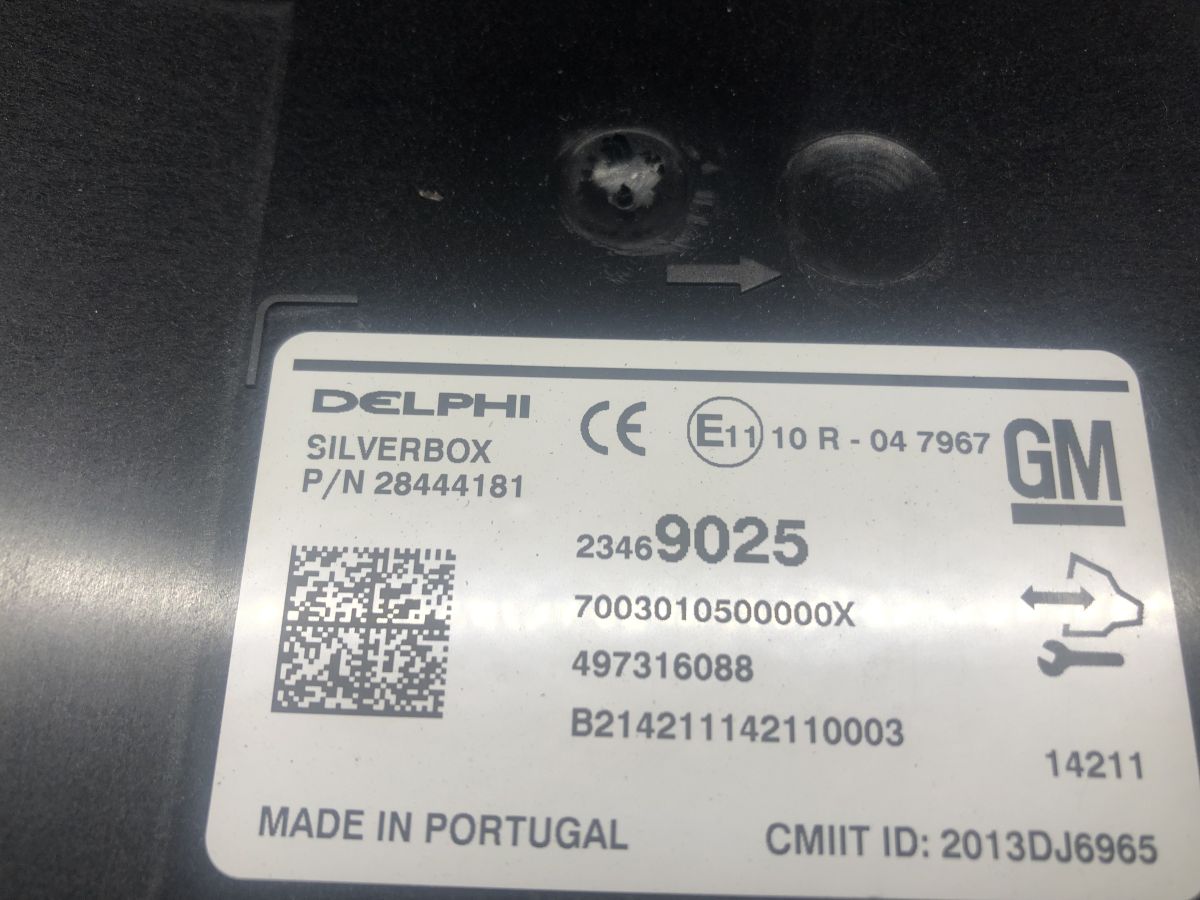 DELPHI
SILVERBOX
P/N 28444181
CE
E11 10 R - 04 7967
GM
23469025
7003010500000X
497316088
B214211142110003
14211
MADE IN PORTUGAL
CMIIT ID: 2013DJ6965